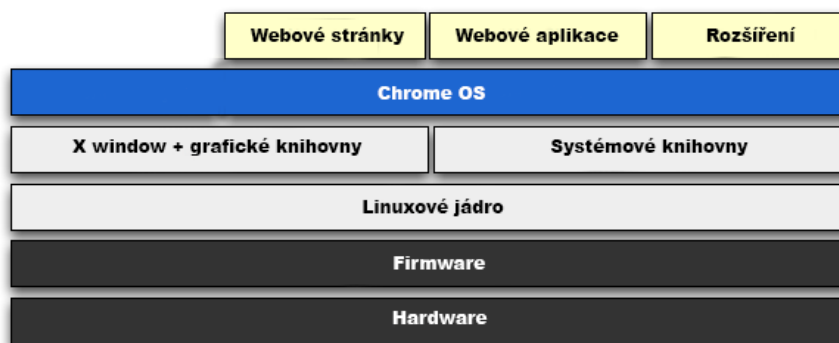 Webové stránky Webové aplikace Rozšíření
Chrome OS
X window + grafické knihovny Systémové knihovny
Linuxové jádro
Firmware
Hardware